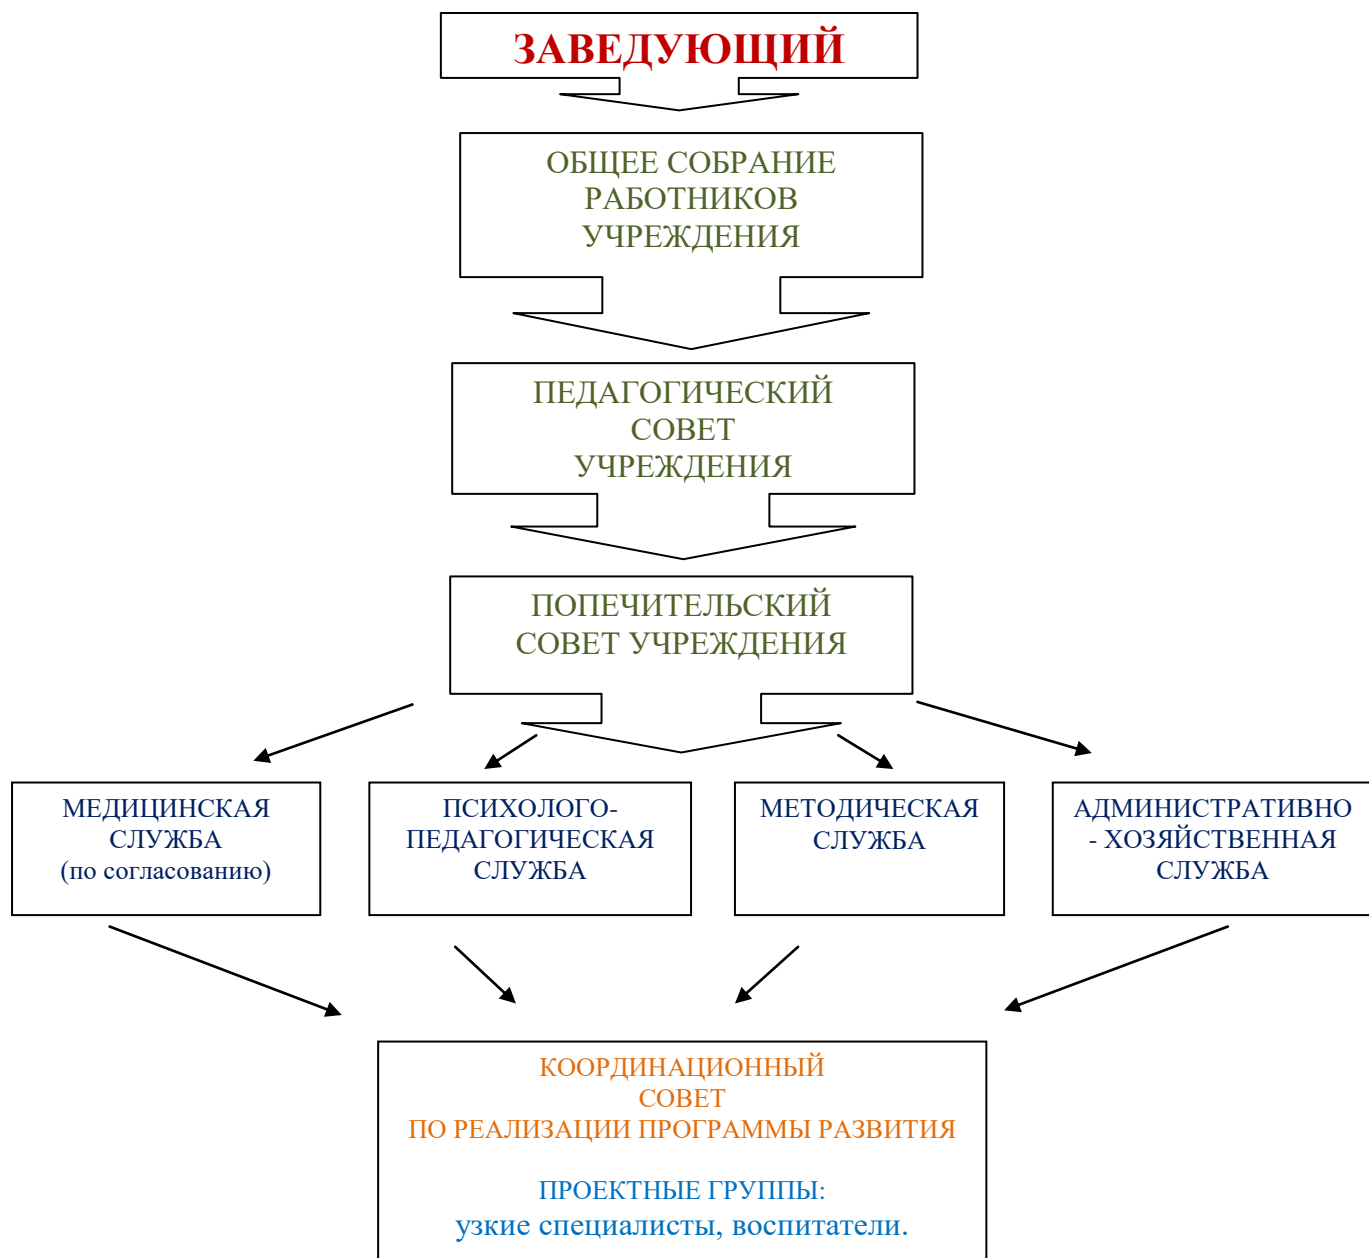 ЗАВЕДУЮЩИЙ
ОБЩЕЕ СОБРАНИЕ
РАБОТНИКОВ
УЧРЕЖДЕНИЯ
ПЕДАГОГИЧЕСКИЙ
СОВЕТ
УЧРЕЖДЕНИЯ
ПОПЕЧИТЕЛЬСКИЙ
СОВЕТ УЧРЕЖДЕНИЯ
МЕДИЦИНСКАЯ
СЛУЖБА
(по согласованию)
ПСИХОЛОГО-
ПЕДАГОГИЧЕСКАЯ
СЛУЖБА
МЕТОДИЧЕСКАЯ
СЛУЖБА
АДМИНИСТРАТИВНО
- ХОЗЯЙСТВЕННАЯ
СЛУЖБА
КООРДИНАЦИОННЫЙ
СОВЕТ
ПО РЕАЛИЗАЦИИ ПРОГРАММЫ РАЗВИТИЯ
ПРОЕКТНЫЕ ГРУППЫ:
узкие специалисты, воспитатели.